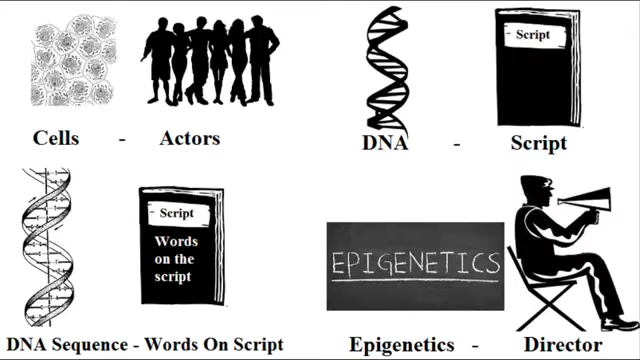 Script
Cells - Actors
DNA - Script
Script
Words
on the
script
EPIGENETICS
DNA Sequence - Words On Script
Epigenetics - Director